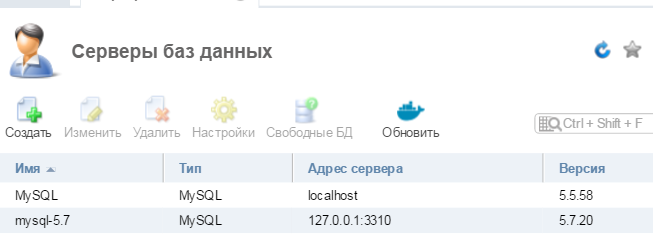 Серверы баз данных
Создать Изменить Удалить Настройки Свободные БД Обновить Ctrl + Shift + F
Имя Тип Адрес сервера Версия
MySQL MySQL localhost 5.5.58
mysql-5.7 MySQL 127.0.0.1:3310 5.7.20